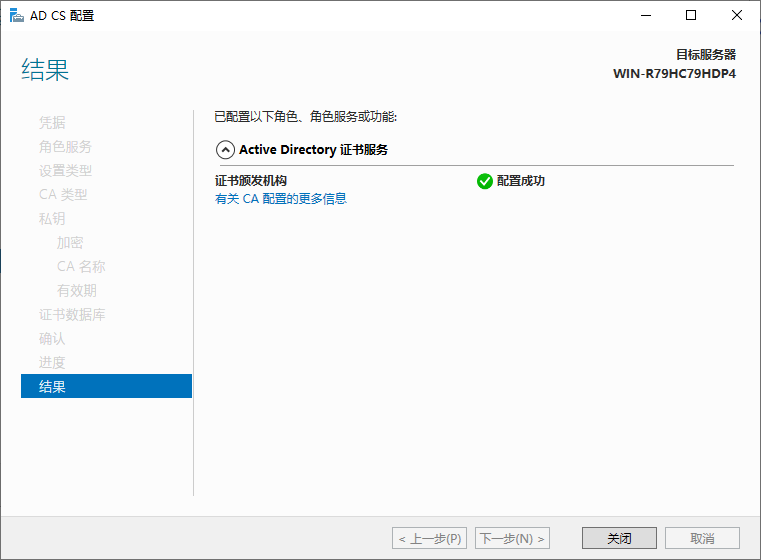 AD CS 配置
结果
目标服务器
WIN-R79HC79HDP4
凭据
角色服务
设置类型
CA 类型
私钥
加密
CA 名称
有效期
证书数据库
确认
进度
结果
已配置以下角色、角色服务或功能:
Active Directory 证书服务
证书颁发机构 配置成功
有关 CA 配置的更多信息
< 上一步(P) 下一步(N) > 关闭 取消